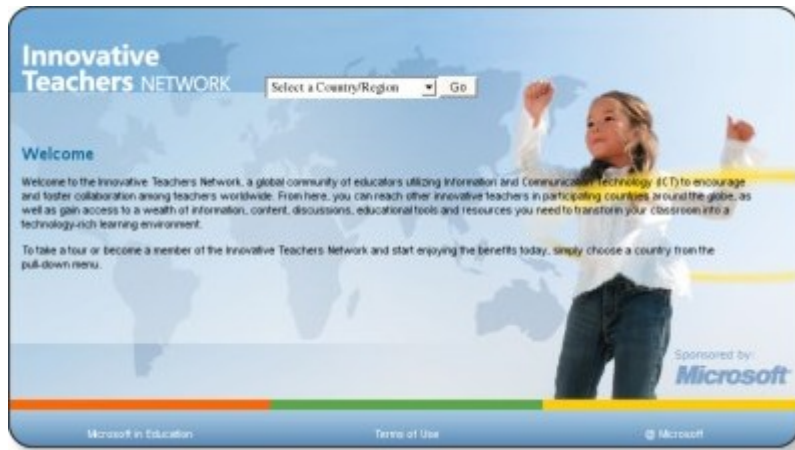 Innovative
Teachers NETWORK
Select a Country/Region Go
Welcome
Welcome to the Innovative Teachers Network, a global community of educators utilizing Information and Communication Technology (ICT) to encourage
and foster collaboration among teachers worldwide. From here, you can reach other innovative teachers in participating countries around the globe, as
well as gain access to a wealth of information, content, discussions, educational tools and resources you need to transform your classroom into a
technology-rich learning environment.
To take a tour or become a member of the Innovative Teachers Network and start enjoying the benefits today, simply choose a country from the
pull-down menu.
Sponsored by:
Microsoft
Microsoft in Education Terms of Use @ Microsoft